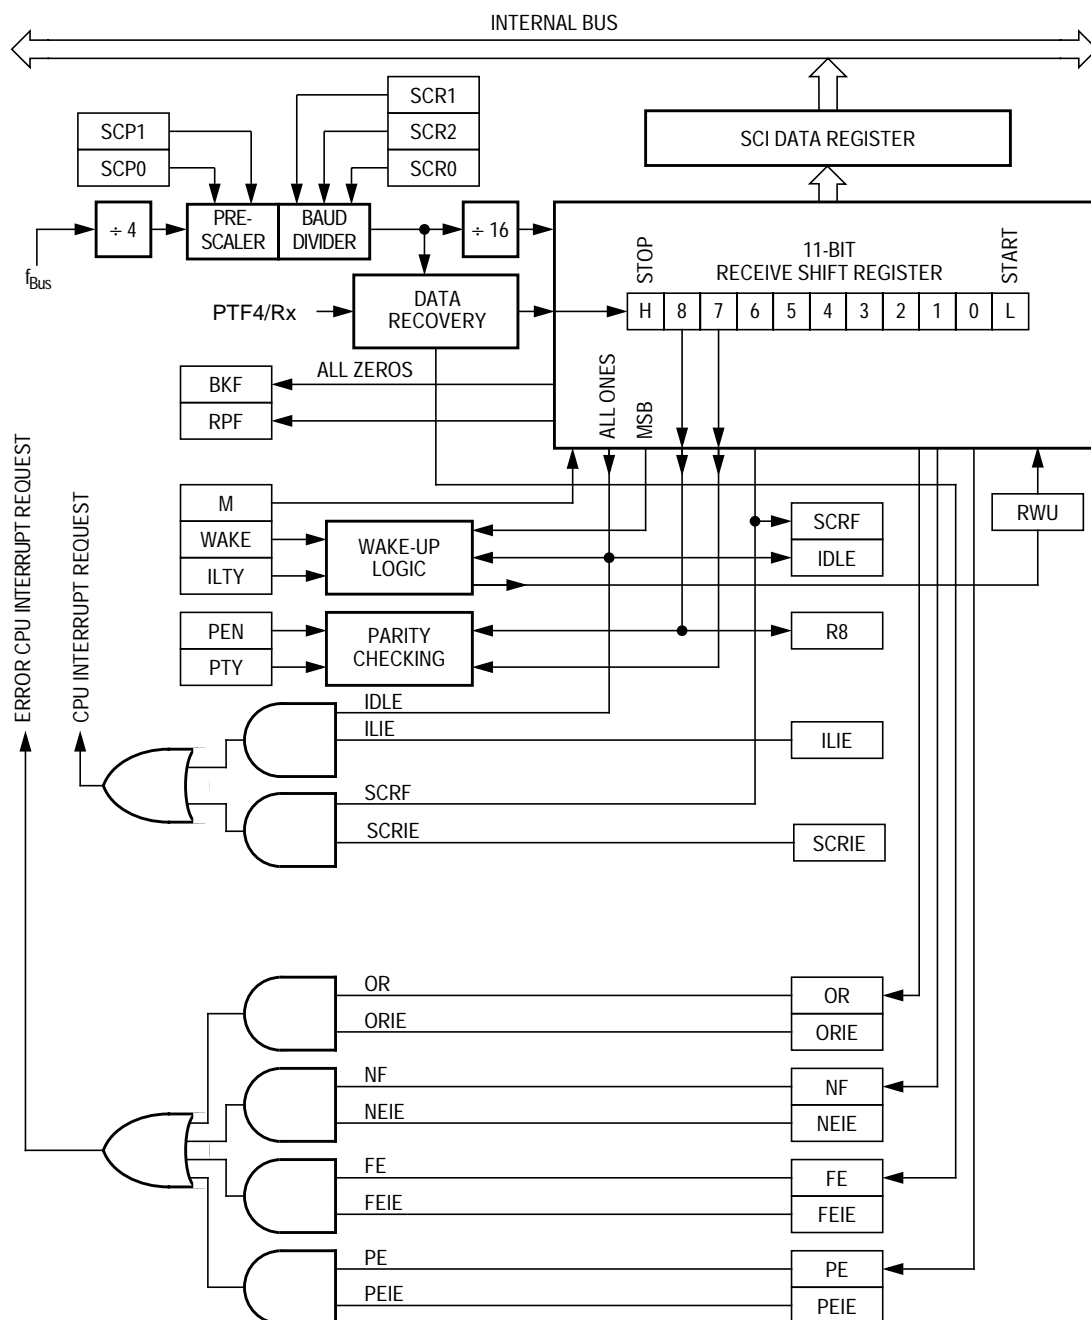 INTERNAL BUS
SCI DATA REGISTER
SCR1
SCR2
SCR0
SCP1
SCP0
÷ 4
PRE-
SCALER
BAUD
DIVIDER
÷ 16
fBus
PTF4/Rx
DATA
RECOVERY
11-BIT
RECEIVE SHIFT REGISTER
STOP
START
H 8 7 6 5 4 3 2 1 0 L
ALL ZEROS
BKF
RPF
ALL ONES
MSB
ERROR CPU INTERRUPT REQUEST
CPU INTERRUPT REQUEST
M
WAKE
ILTY
WAKE-UP
LOGIC
SCRF
IDLE
RWU
PEN
PTY
PARITY
CHECKING
R8
IDLE
ILIE
ILIE
SCRF
SCRIE
SCRIE
OR
OR
ORIE
ORIE
NF
NF
NEIE
NEIE
FE
FE
FEIE
FEIE
PE
PE
PEIE
PEIE